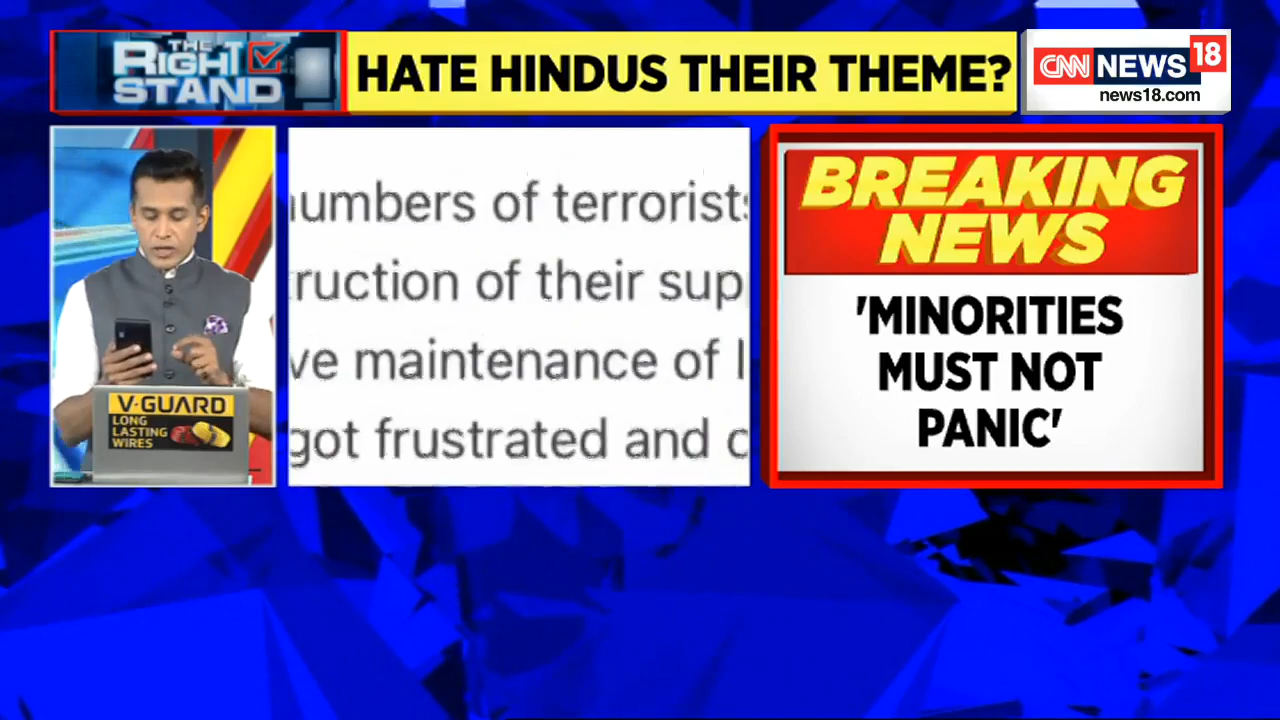 THE
RIGHT
STAND
HATE HINDUS THEIR THEME?
CNN NEWS 18
news18.com
V-GUARD
LONG
LASTING
WIRES
umbers of terrorists
ruction of their sup
ve maintenance of l
got frustrated and c
BREAKING
NEWS
'MINORITIES
MUST NOT
PANIC'